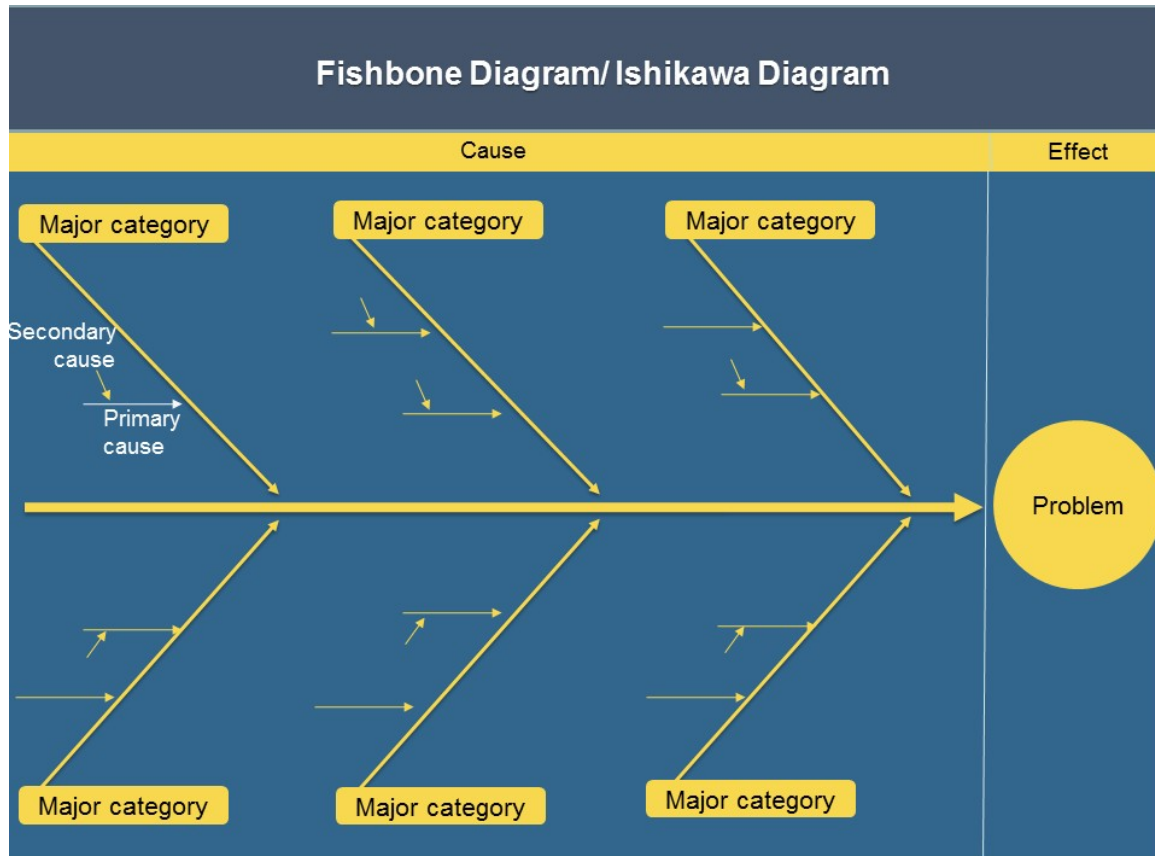 Fishbone Diagram/ Ishikawa Diagram
Cause
Effect
Major category
Major category
Major category
Secondary
cause
Primary
cause
Problem
Major category
Major category
Major category